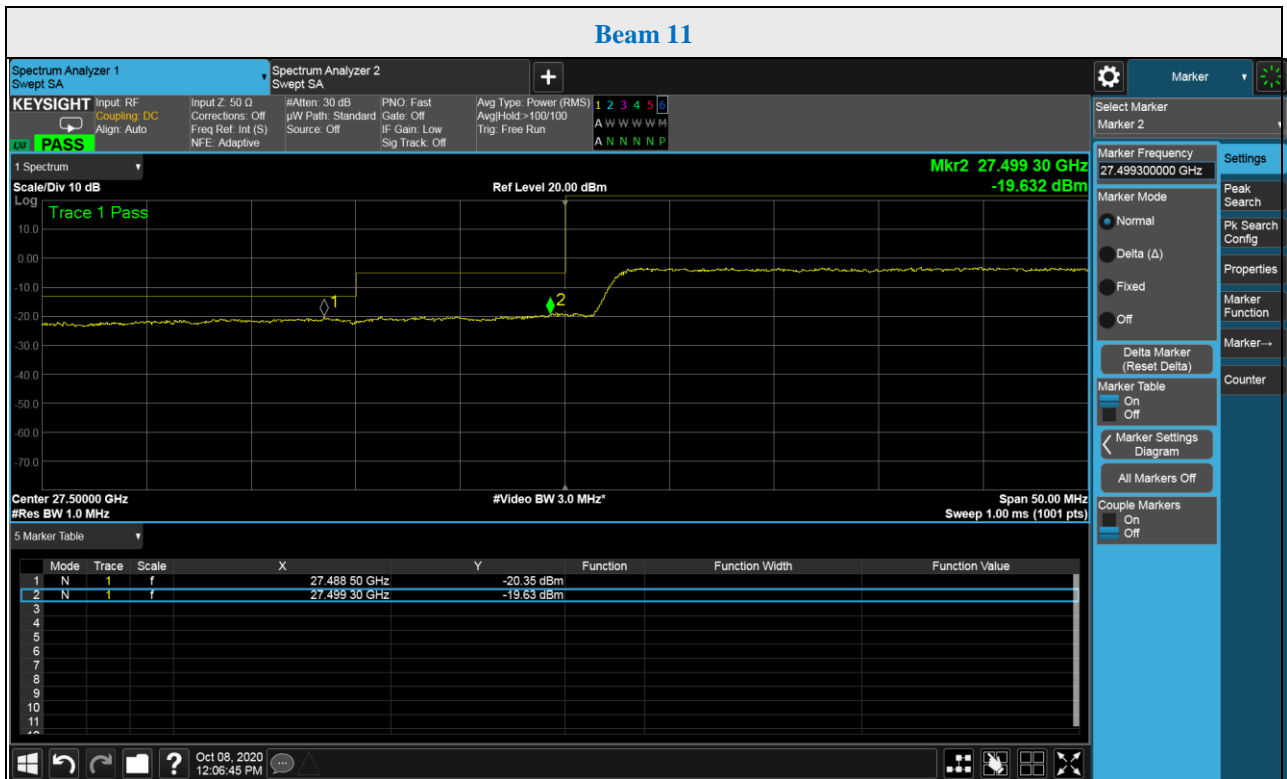 Beam 11
Spectrum Analyzer 1
Swept SA
Spectrum Analyzer 2
Swept SA
Marker
KEYSIGHT
Input: RF
Coupling: DC
Align: Auto
Input Z: 50 Ω
Corrections: Off
Freq Ref: Int (S)
NFE: Adaptive
#Atten: 30 dB
µW Path: Standard
Source: Off
PNO: Fast
Gate: Off
IF Gain: Low
Sig Track: Off
Avg Type: Power (RMS)
Avg|Hold:>100/100
Trig: Free Run
1 2 3 4 5 6
A W W W W M
A N N N N P
LXI PASS
1 Spectrum
Scale/Div 10 dB
Ref Level 20.00 dBm
Mkr2 27.499 30 GHz
-19.632 dBm
Log
Trace 1 Pass
10.0
0.00
-10.0
-20.0
-30.0
-40.0
-50.0
-60.0
-70.0
1
2
Center 27.50000 GHz
#Res BW 1.0 MHz
#Video BW 3.0 MHz*
Span 50.00 MHz
Sweep 1.00 ms (1001 pts)
5 Marker Table
Mode Trace Scale X Y Function Function Width Function Value
1 N 1 f 27.488 50 GHz -20.35 dBm
2 N 1 f 27.499 30 GHz -19.63 dBm
3
4
5
6
7
8
9
10
11
Select Marker
Marker 2
Marker Frequency
27.499300000 GHz
Marker Mode
Normal
Delta (Δ)
Fixed
Off
Delta Marker
(Reset Delta)
Marker Table
On
Off
Marker Settings
Diagram
All Markers Off
Couple Markers
On
Off
Settings
Peak
Search
Pk Search
Config
Properties
Marker
Function
Marker→
Counter
Oct 08, 2020
12:06:45 PM